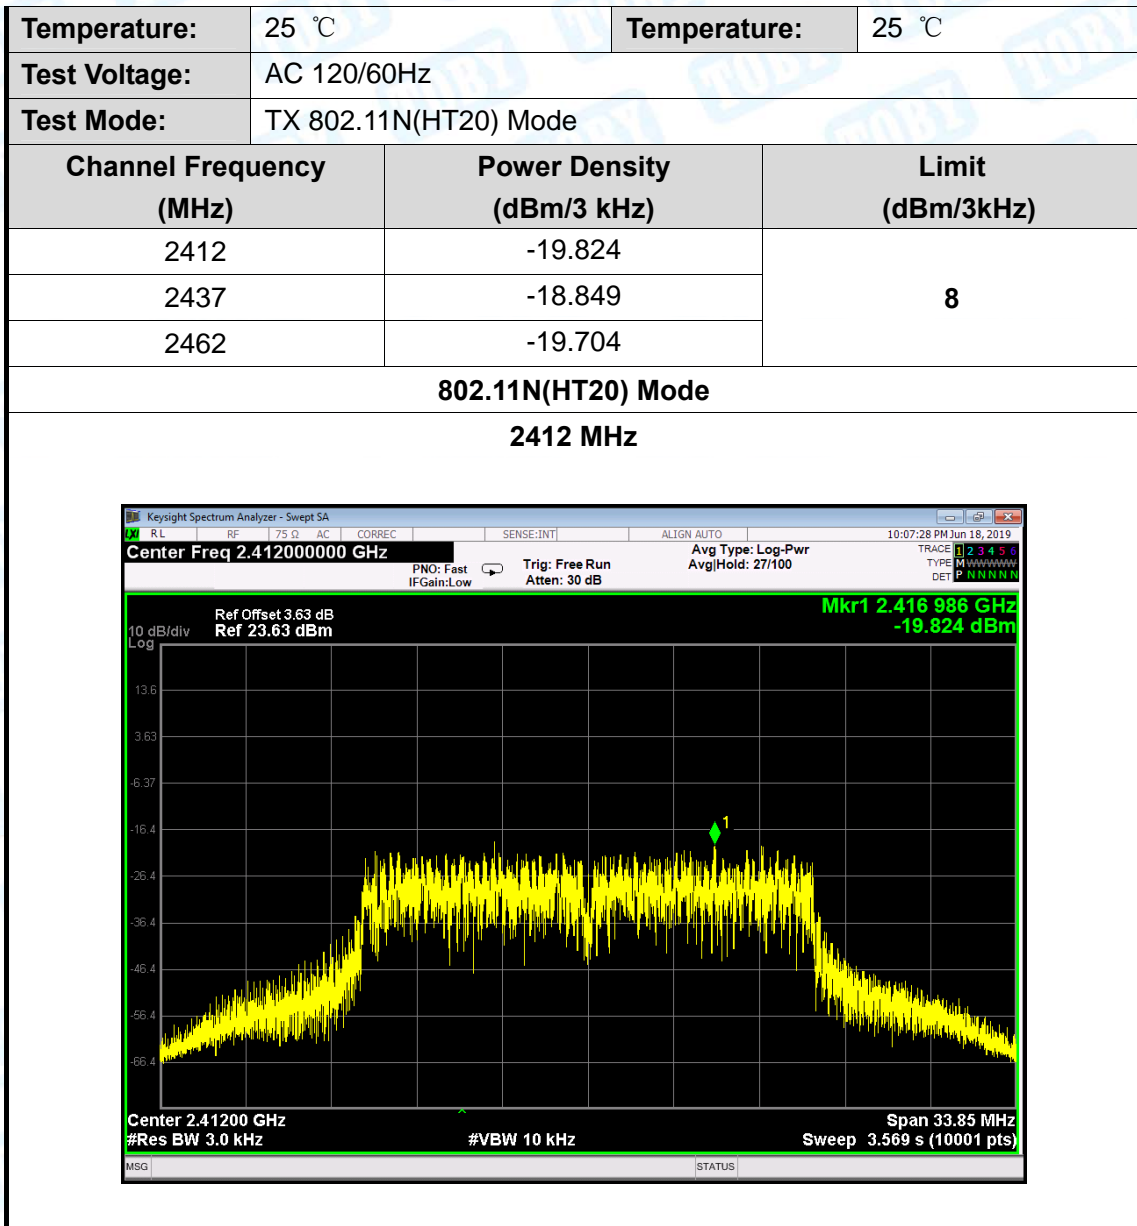 Temperature: 25 ℃ Temperature: 25 ℃
Test Voltage: AC 120/60Hz
Test Mode: TX 802.11N(HT20) Mode
Channel Frequency (MHz) Power Density (dBm/3 kHz) Limit (dBm/3kHz)
2412 -19.824 8
2437 -18.849
2462 -19.704
802.11N(HT20) Mode
2412 MHz
Keysight Spectrum Analyzer - Swept SA
LXI RL RF 75 Ω AC CORREC SENSE:INT ALIGN AUTO 10:07:28 PM Jun 18, 2019
Center Freq 2.412000000 GHz
PNO: Fast
IFGain:Low
Trig: Free Run
Atten: 30 dB
Avg Type: Log-Pwr
Avg|Hold: 27/100
TRACE 1 2 3 4 5 6
TYPE M WWWWW
DET P N N N N N
Mkr1 2.416 986 GHz
-19.824 dBm
Ref Offset 3.63 dB
10 dB/div Ref 23.63 dBm
Log
13.6
3.63
-6.37
-16.4
-26.4
-36.4
-46.4
-56.4
-66.4
1
Center 2.41200 GHz Span 33.85 MHz
#Res BW 3.0 kHz #VBW 10 kHz Sweep 3.569 s (10001 pts)
MSG STATUS
TOBY